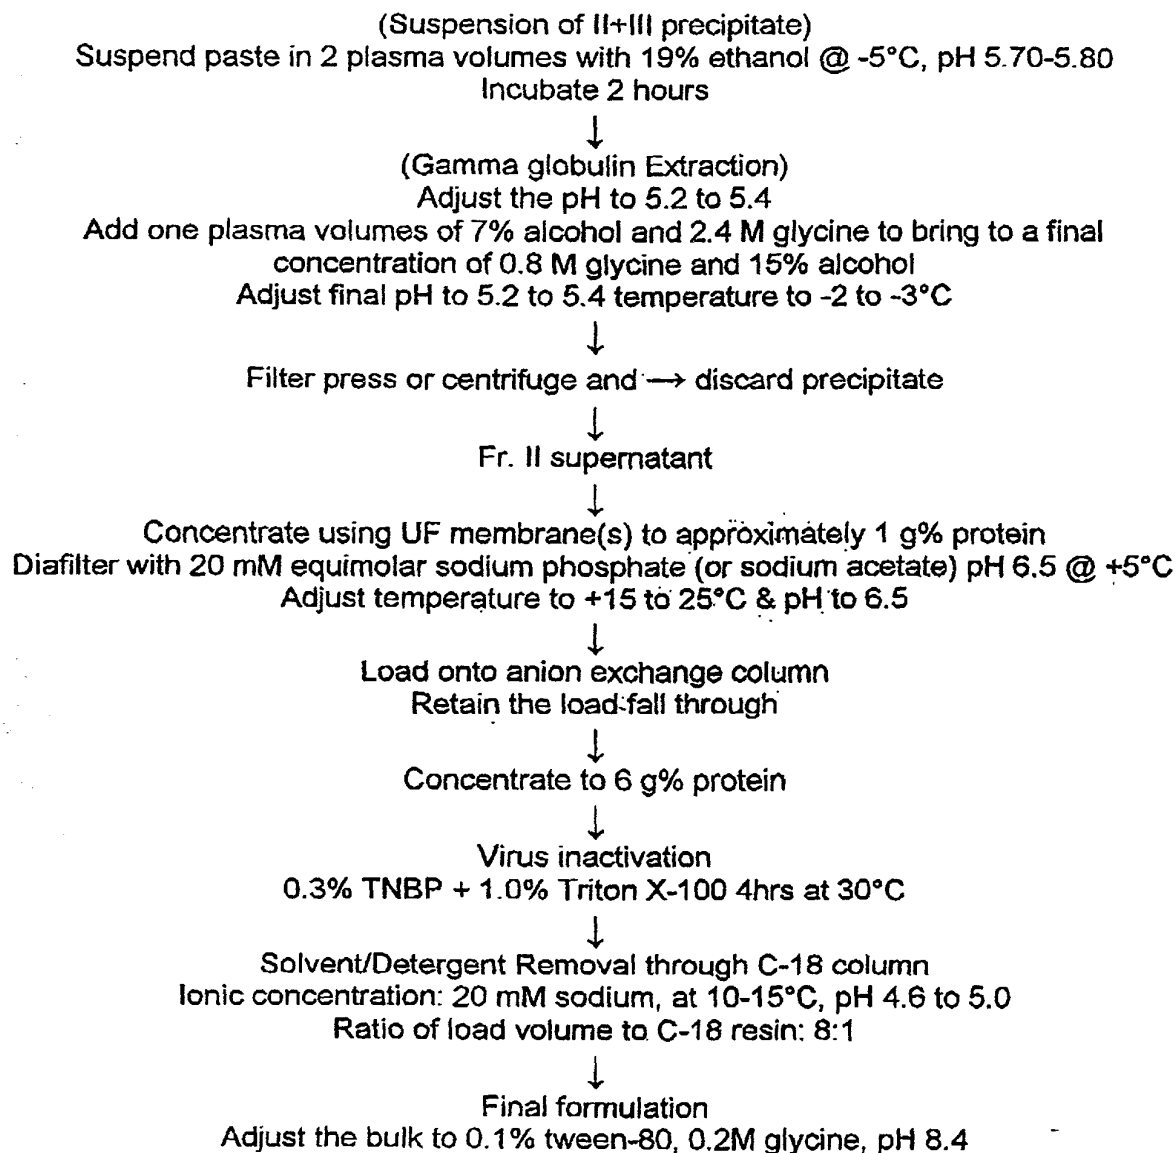 (Suspension of II+III precipitate)
Suspend paste in 2 plasma volumes with 19% ethanol @ -5°C, pH 5.70-5.80
Incubate 2 hours
↓
(Gamma globulin Extraction)
Adjust the pH to 5.2 to 5.4
Add one plasma volumes of 7% alcohol and 2.4 M glycine to bring to a final
concentration of 0.8 M glycine and 15% alcohol
Adjust final pH to 5.2 to 5.4 temperature to -2 to -3°C
↓
Filter press or centrifuge and → discard precipitate
↓
Fr. II supernatant
↓
Concentrate using UF membrane(s) to approximately 1 g% protein
Diafilter with 20 mM equimolar sodium phosphate (or sodium acetate) pH 6.5 @ +5°C
Adjust temperature to +15 to 25°C & pH to 6.5
↓
Load onto anion exchange column
Retain the load fall through
↓
Concentrate to 6 g% protein
↓
Virus inactivation
0.3% TNBP + 1.0% Triton X-100 4hrs at 30°C
↓
Solvent/Detergent Removal through C-18 column
Ionic concentration: 20 mM sodium, at 10-15°C, pH 4.6 to 5.0
Ratio of load volume to C-18 resin: 8:1
↓
Final formulation
Adjust the bulk to 0.1% tween-80, 0.2M glycine, pH 8.4